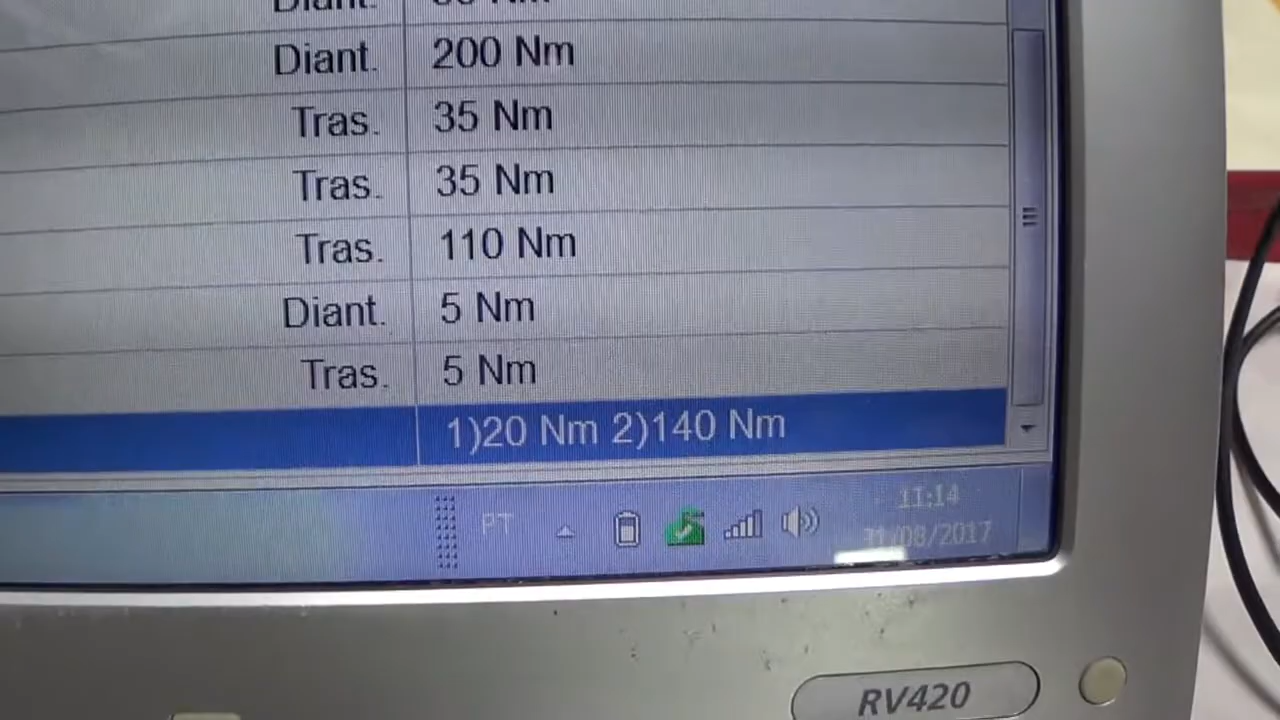 Diant.
Diant. 200 Nm
Tras. 35 Nm
Tras. 35 Nm
Tras. 110 Nm
Diant. 5 Nm
Tras. 5 Nm
1)20 Nm 2)140 Nm
PT 11:14
31/08/2017
RV420